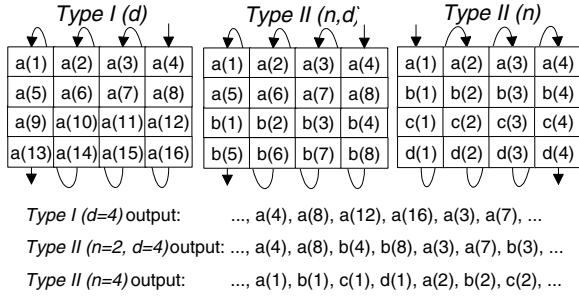 Type I (d) Type II (n,d) Type II (n)
a(1) a(2) a(3) a(4) a(1) a(2) a(3) a(4) a(1) a(2) a(3) a(4)
a(5) a(6) a(7) a(8) a(5) a(6) a(7) a(8) b(1) b(2) b(3) b(4)
a(9) a(10) a(11) a(12) b(1) b(2) b(3) b(4) c(1) c(2) c(3) c(4)
a(13) a(14) a(15) a(16) b(5) b(6) b(7) b(8) d(1) d(2) d(3) d(4)
Type I (d=4) output: ..., a(4), a(8), a(12), a(16), a(3), a(7), ...
Type II (n=2, d=4) output: ..., a(4), a(8), b(4), b(8), a(3), a(7), b(3), ...
Type II (n=4) output: ..., a(1), b(1), c(1), d(1), a(2), b(2), c(2), ...